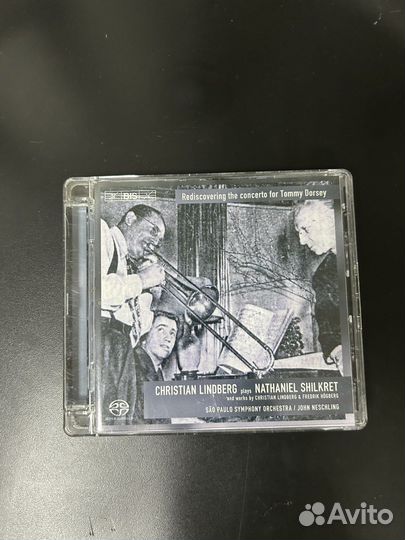 BIS
Rediscovering the concerto for Tommy Dorsey
CHRISTIAN LINDBERG plays NATHANIEL SHILKRET
and works by CHRISTIAN LINDBERG & FREDRIK HÖGBERG
SÃO PAULO SYMPHONY ORCHESTRA / JOHN NESCHLING
Avito